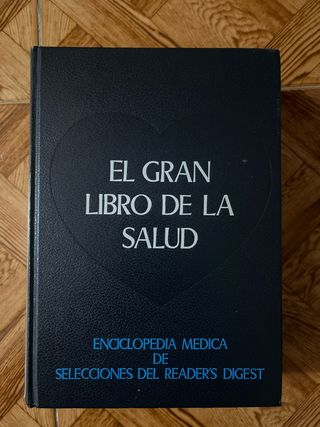 EL GRAN
LIBRO DE LA
SALUD
ENCICLOPEDIA MEDICA
DE
SELECCIONES DEL READER'S DIGEST